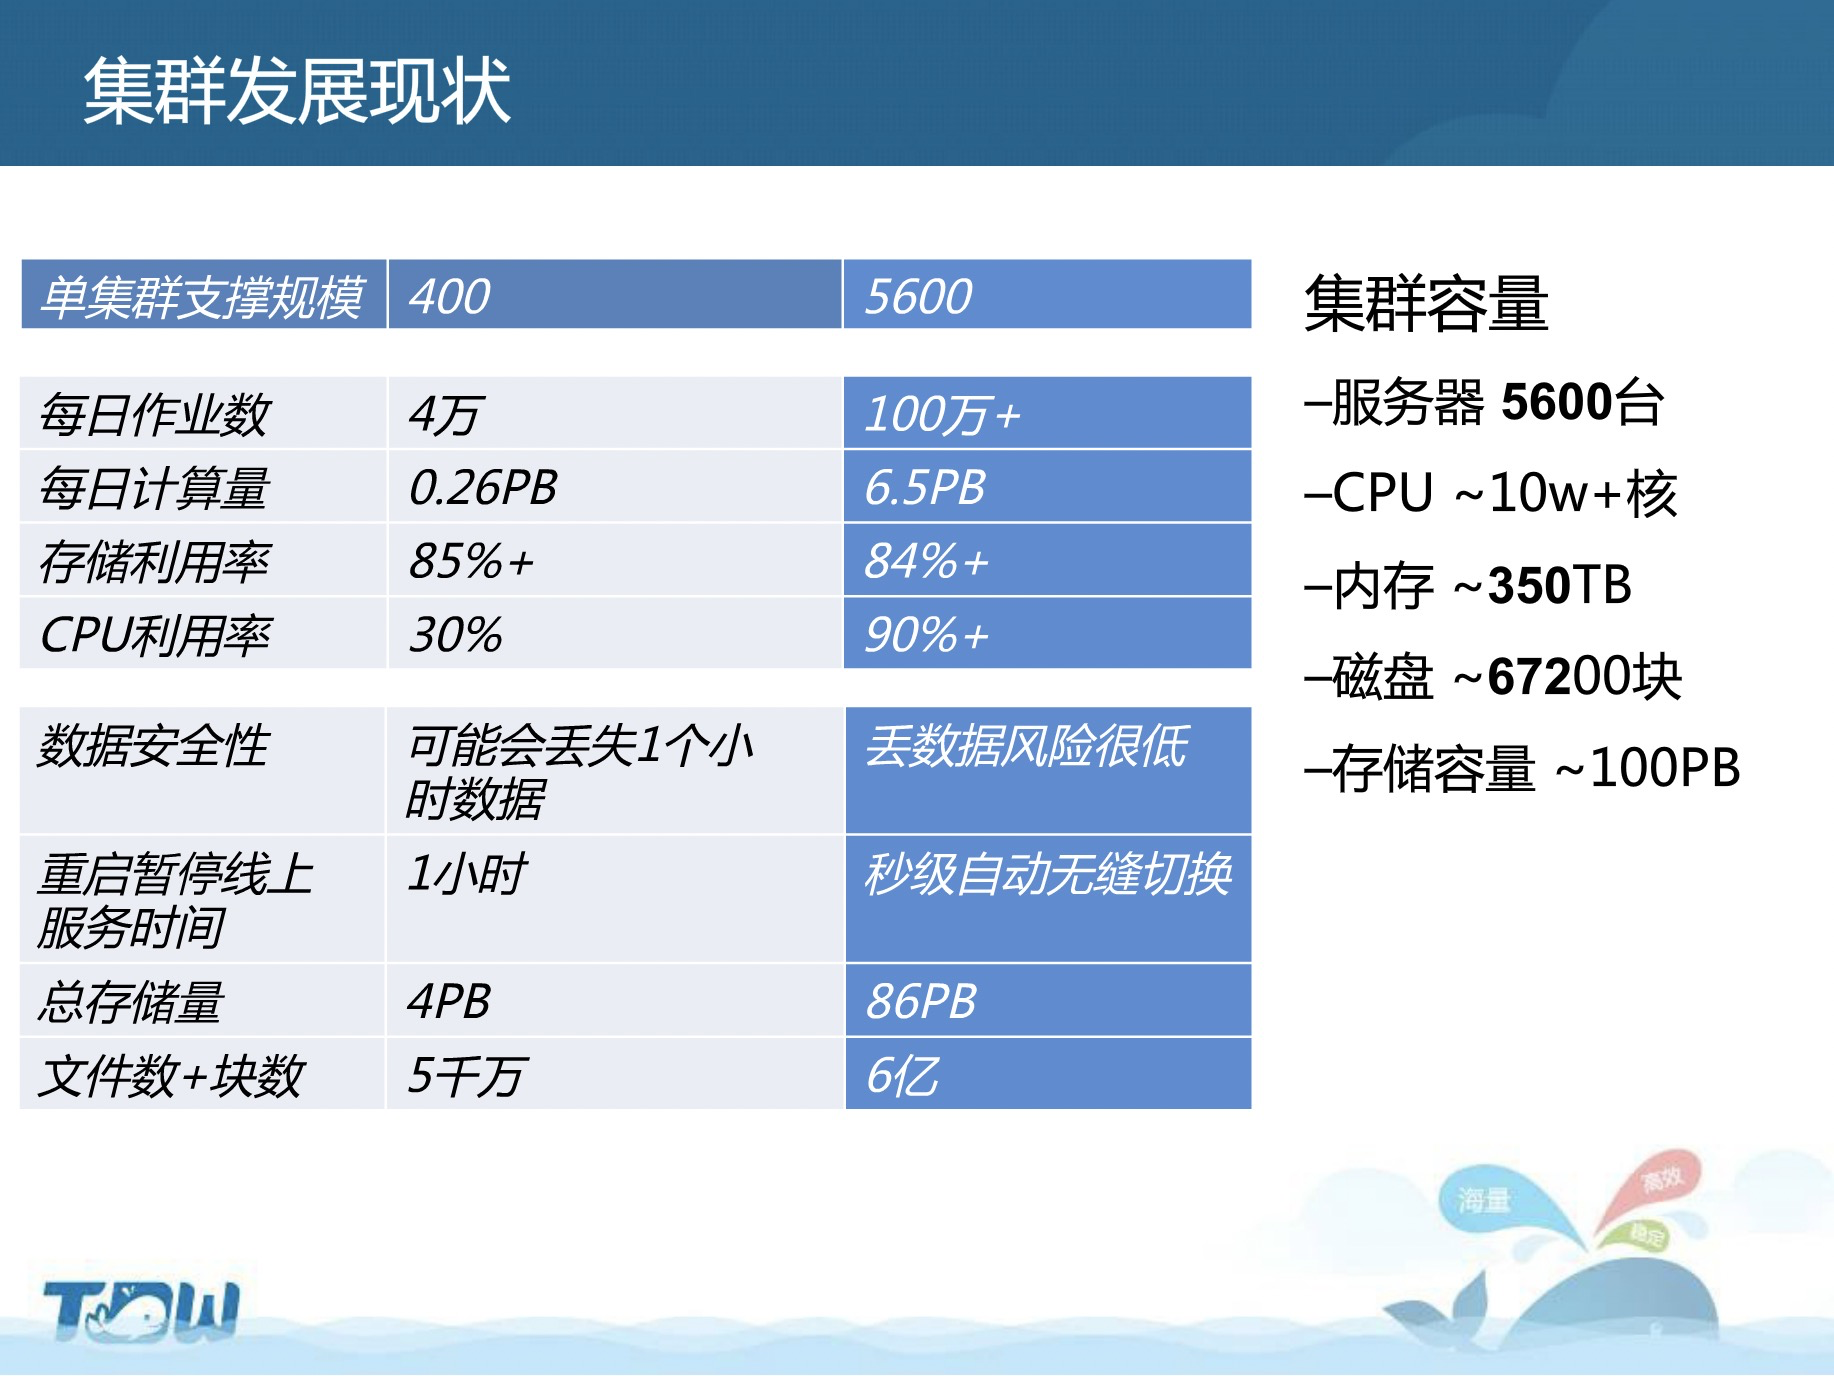 集群发展现状
单集群支撑规模 400 5600
每日作业数 4万 100万+
每日计算量 0.26PB 6.5PB
存储利用率 85%+ 84%+
CPU利用率 30% 90%+
数据安全性 可能会丢失1个小 丢数据风险很低
时数据
重启暂停线上 1小时 秒级自动无缝切换
服务时间
总存储量 4PB 86PB
文件数+块数 5千万 6亿
集群容量
–服务器 5600台
–CPU ~10w+核
–内存 ~350TB
–磁盘 ~67200块
–存储容量 ~100PB
海量
高效
稳定
TDW